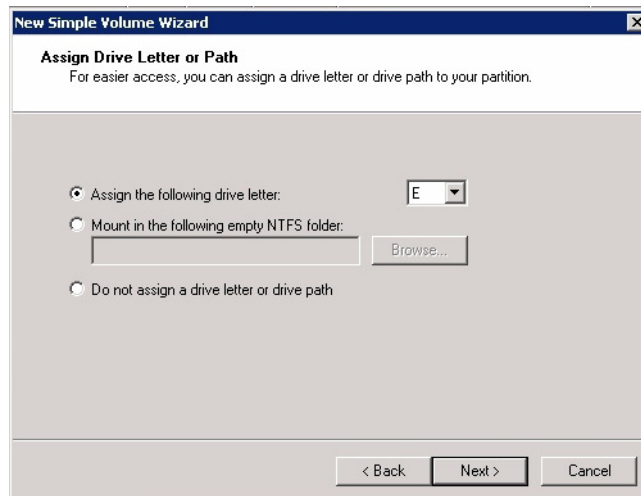 New Simple Volume Wizard
Assign Drive Letter or Path
For easier access, you can assign a drive letter or drive path to your partition.
Assign the following drive letter: E
Mount in the following empty NTFS folder:
Browse...
Do not assign a drive letter or drive path
< Back Next > Cancel